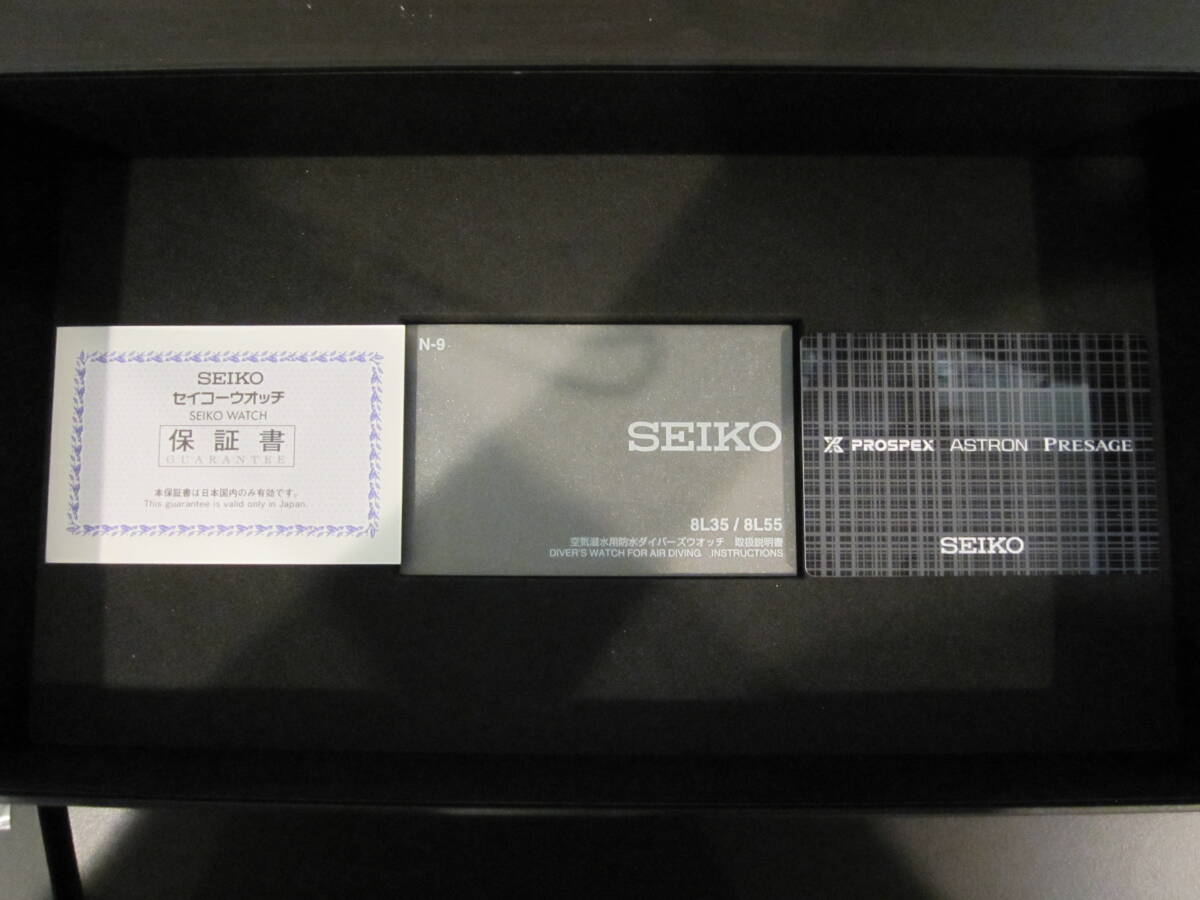 SEIKO
セイコーウオッチ
SEIKO WATCH
保証書
GUARANTEE
本保証書は日本国内のみ有効です。
This guarantee is valid only in Japan.
N-9
SEIKO
8L35 / 8L55
空気潜水用防水ダイバーズウオッチ 取扱説明書
DIVER'S WATCH FOR AIR DIVING INSTRUCTIONS
PROSPEX ASTRON PRESAGE
SEIKO